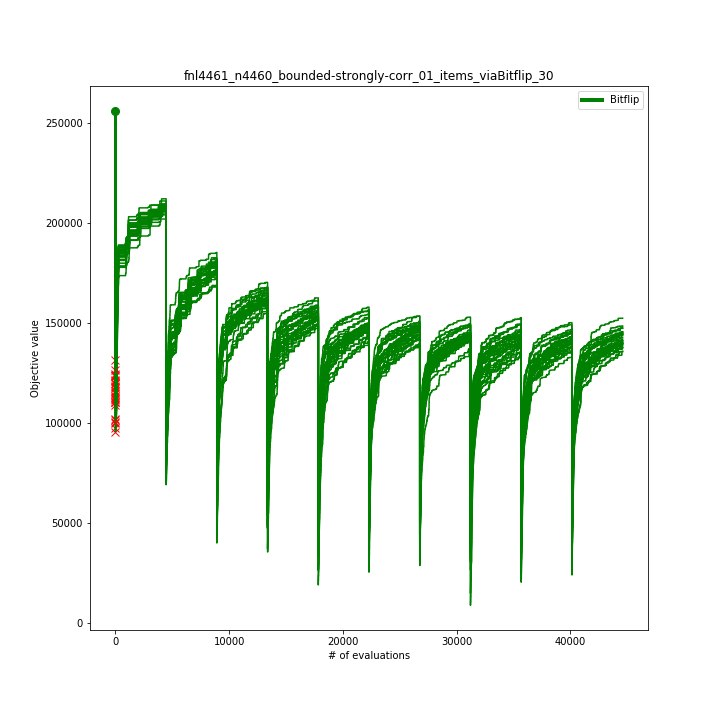 fnl4461_n4460_bounded-strongly-corr_01_items_viaBitflip_30
Bitflip
250000
200000
150000
100000
50000
0
Objective value
0 10000 20000 30000 40000
# of evaluations